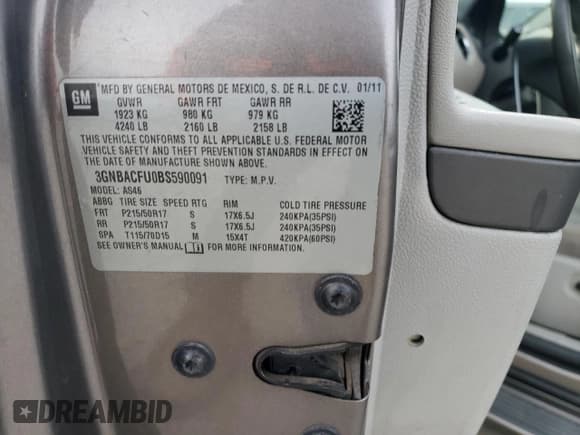 GM
MFD BY GENERAL MOTORS DE MEXICO, S. DE R.L. DE C.V. 01/11
GVWR GAWR FRT GAWR RR
1923 KG 980 KG 979 KG
4240 LB 2160 LB 2158 LB
THIS VEHICLE CONFORMS TO ALL APPLICABLE U.S. FEDERAL MOTOR
VEHICLE SAFETY AND THEFT PREVENTION STANDARDS IN EFFECT ON
THE DATE OF MANUFACTURE SHOWN ABOVE.
3GNBACFU0BS590091 TYPE: M.P.V.
MODEL: AS46
ABBG TIRE SIZE SPEED RTG RIM COLD TIRE PRESSURE
FRT P215/50R17 S 17X6.5J 240KPA(35PSI)
RR P215/50R17 S 17X6.5J 240KPA(35PSI)
SPA T115/70D15 M 15X4T 420KPA(60PSI)
SEE OWNER'S MANUAL FOR MORE INFORMATION.
DREAMBID